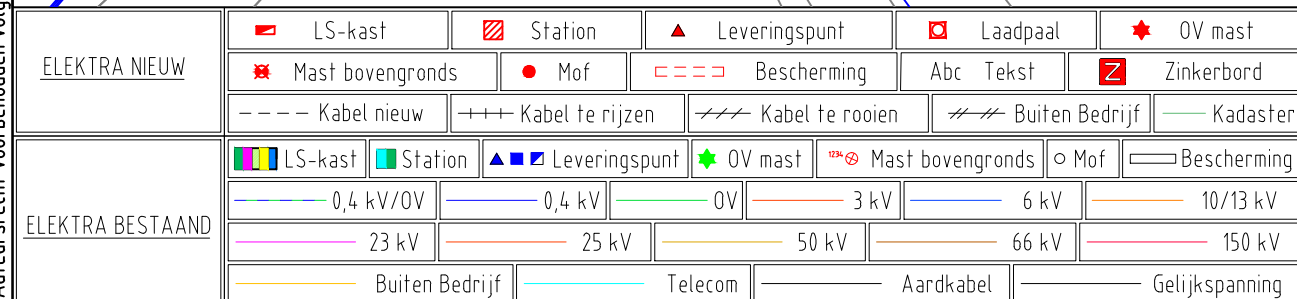 ELEKTRA NIEUW
LS-kast Station Leveringspunt Laadpaal OV mast
Mast bovengronds Mof Bescherming Abc Tekst Z Zinkerbord
Kabel nieuw Kabel te rijzen Kabel te rooien Buiten Bedrijf Kadaster
ELEKTRA BESTAAND
LS-kast Station Leveringspunt OV mast 1234 Mast bovengronds Mof Bescherming
0,4 kV/OV 0,4 kV OV 3 kV 6 kV 10/13 kV
23 kV 25 kV 50 kV 66 kV 150 kV
Buiten Bedrijf Telecom Aardkabel Gelijkspanning